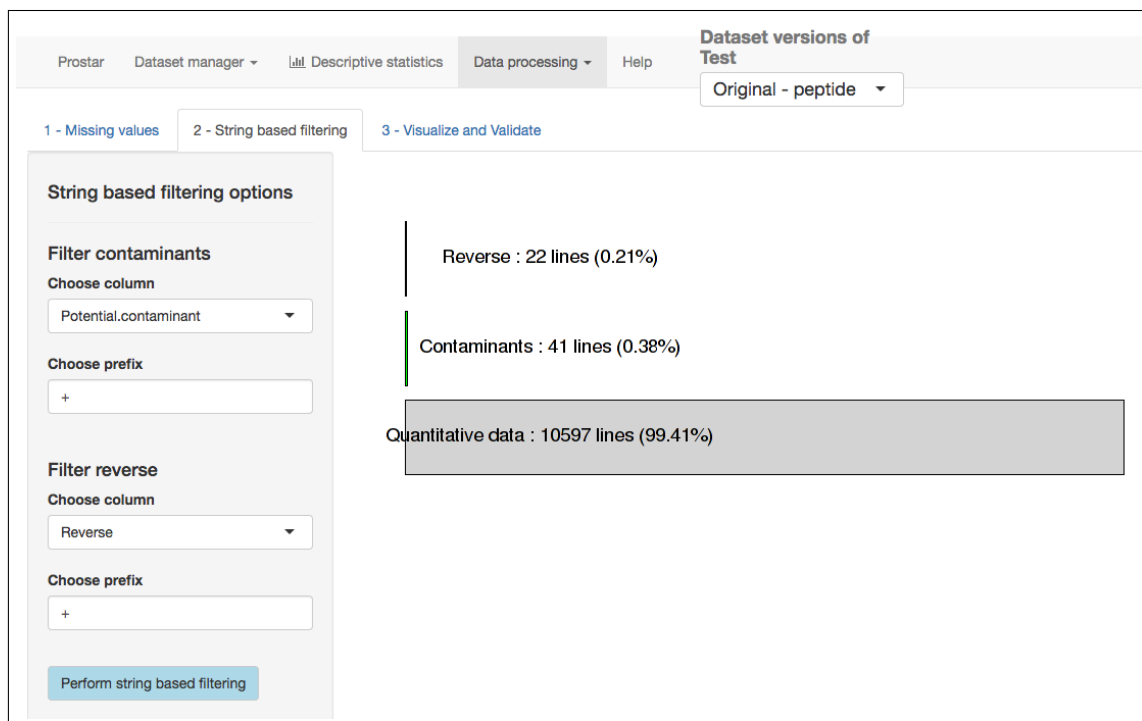 Prostar Dataset manager Descriptive statistics Data processing Help
Dataset versions of
Test
Original - peptide
1 - Missing values 2 - String based filtering 3 - Visualize and Validate
String based filtering options
Filter contaminants
Choose column
Potential.contaminant
Choose prefix
+
Filter reverse
Choose column
Reverse
Choose prefix
+
Perform string based filtering
Reverse : 22 lines (0.21%)
Contaminants : 41 lines (0.38%)
Quantitative data : 10597 lines (99.41%)